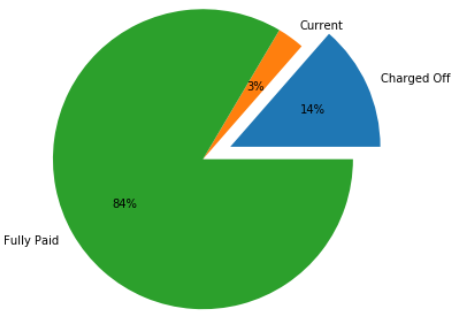 Current
3%
Charged Off
14%
84%
Fully Paid